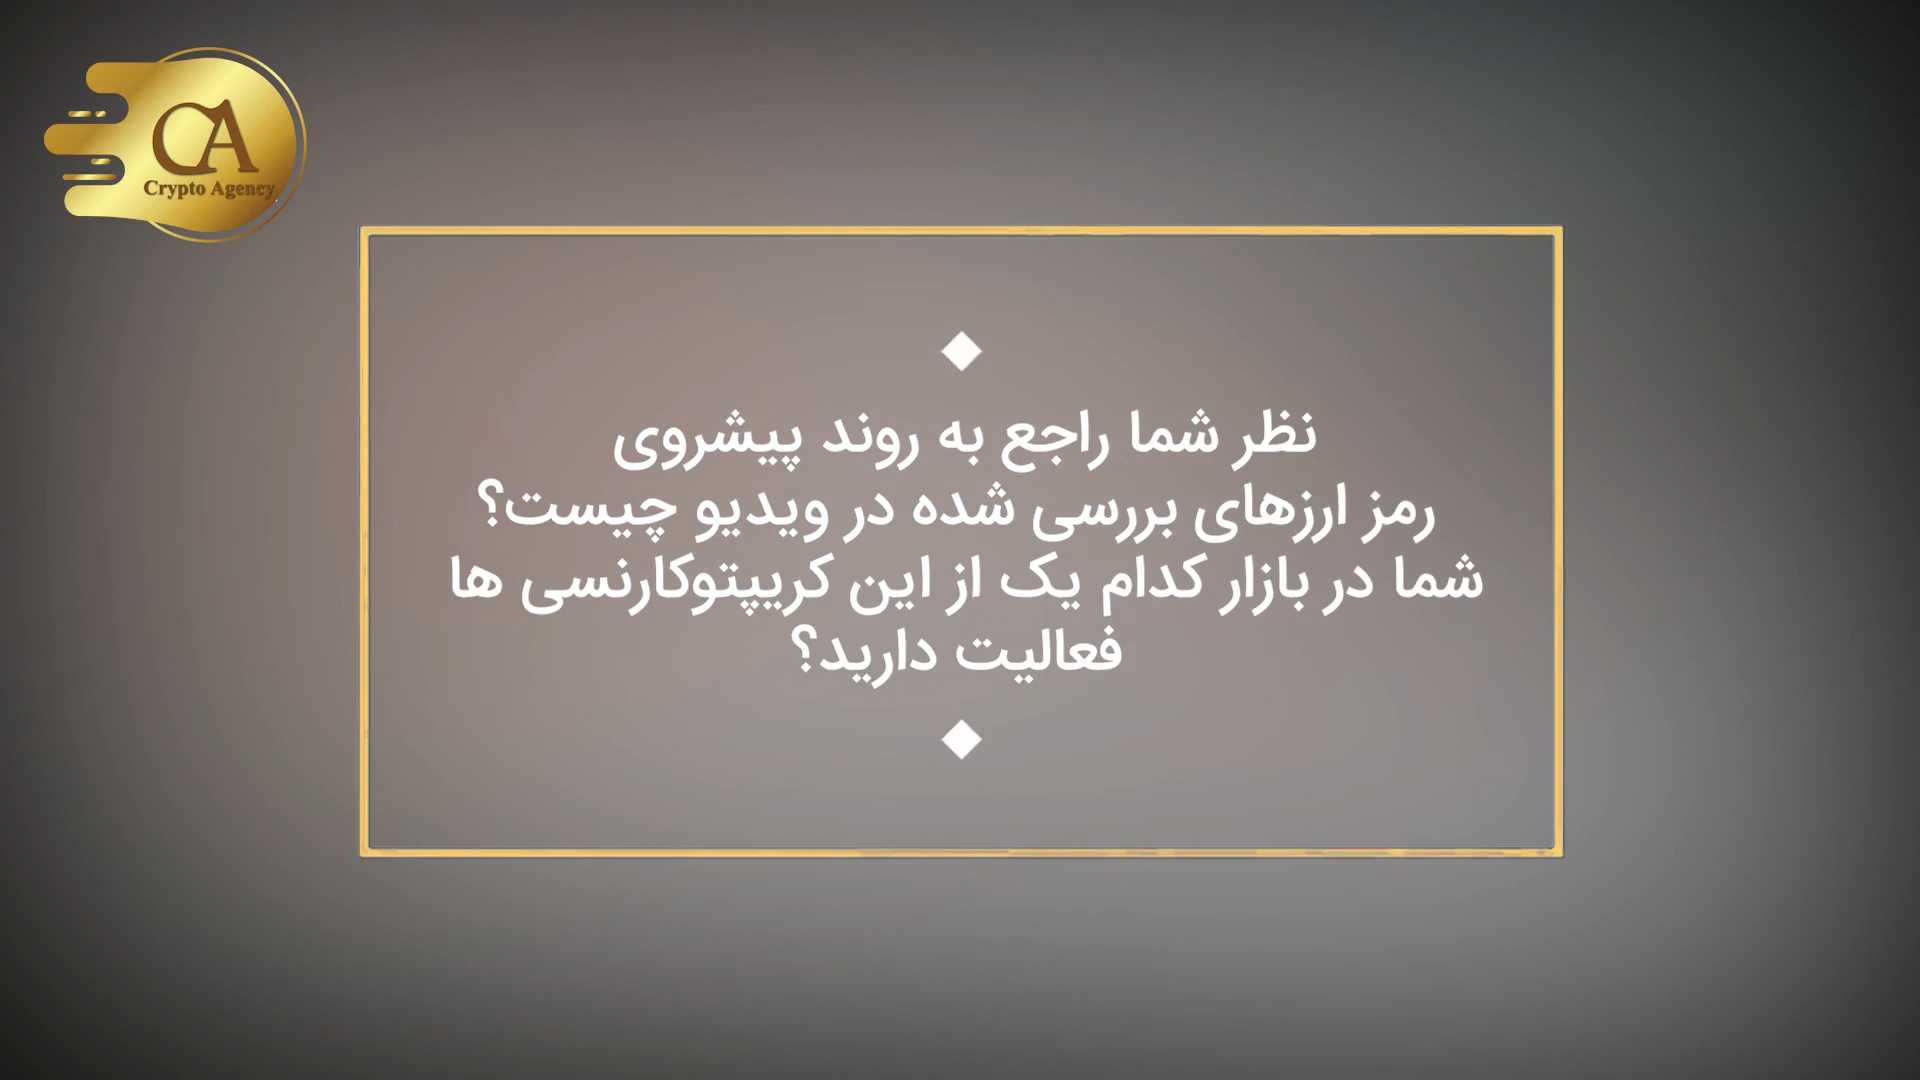 CA
Crypto Agency
نظر شما راجع به روند پیشروی
رمز ارزهای بررسی شده در ویدیو چیست؟
شما در بازار کدام یک از این کریپتوکارنسی ها
فعالیت دارید؟